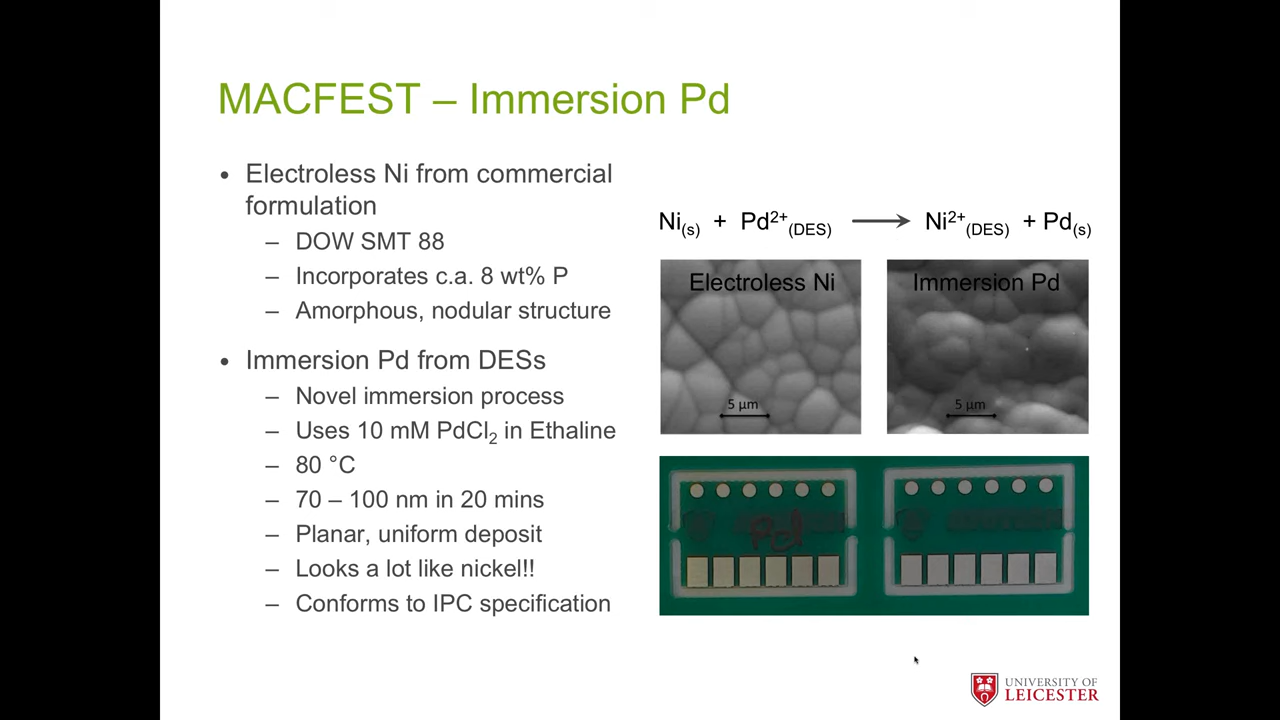 MACFEST – Immersion Pd
• Electroless Ni from commercial
formulation
– DOW SMT 88
– Incorporates c.a. 8 wt% P
– Amorphous, nodular structure
• Immersion Pd from DESs
– Novel immersion process
– Uses 10 mM PdCl2 in Ethaline
– 80 °C
– 70 – 100 nm in 20 mins
– Planar, uniform deposit
– Looks a lot like nickel!!
– Conforms to IPC specification
Ni(s) + Pd2+(DES) ⟶ Ni2+(DES) + Pd(s)
Electroless Ni
5 μm
Immersion Pd
5 μm
Pd
UNIVERSITY OF
LEICESTER